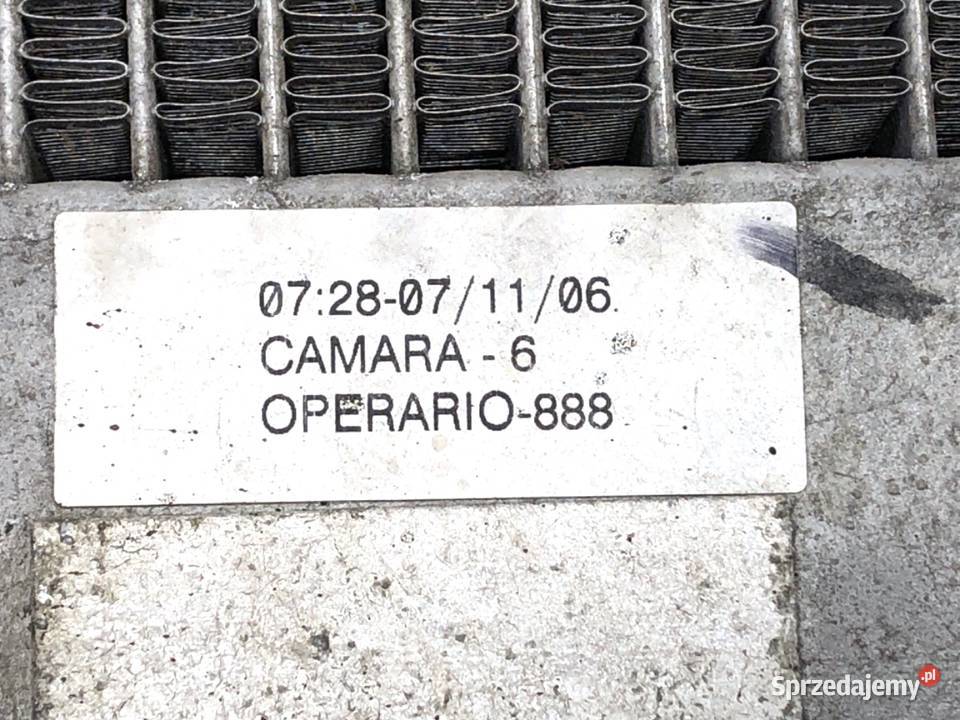 07:28-07/11/06
CAMARA - 6
OPERARIO-888
Sprzedajemy.pl